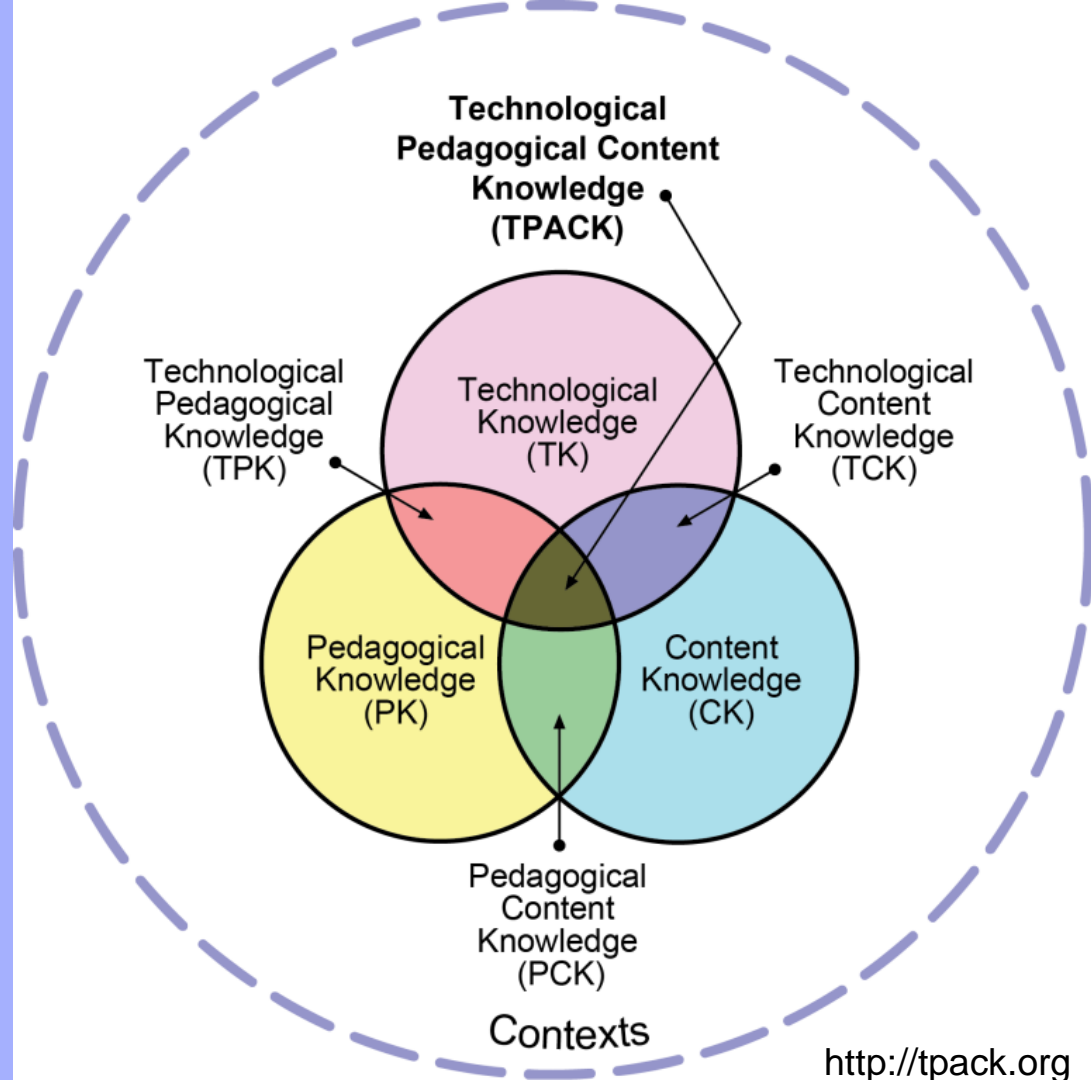 Technological
Pedagogical Content
Knowledge
(TPACK)
Technological
Pedagogical
Knowledge
(TPK)
Technological
Knowledge
(TK)
Technological
Content
Knowledge
(TCK)
Pedagogical
Knowledge
(PK)
Content
Knowledge
(CK)
Pedagogical
Content
Knowledge
(PCK)
Contexts
http://tpack.org